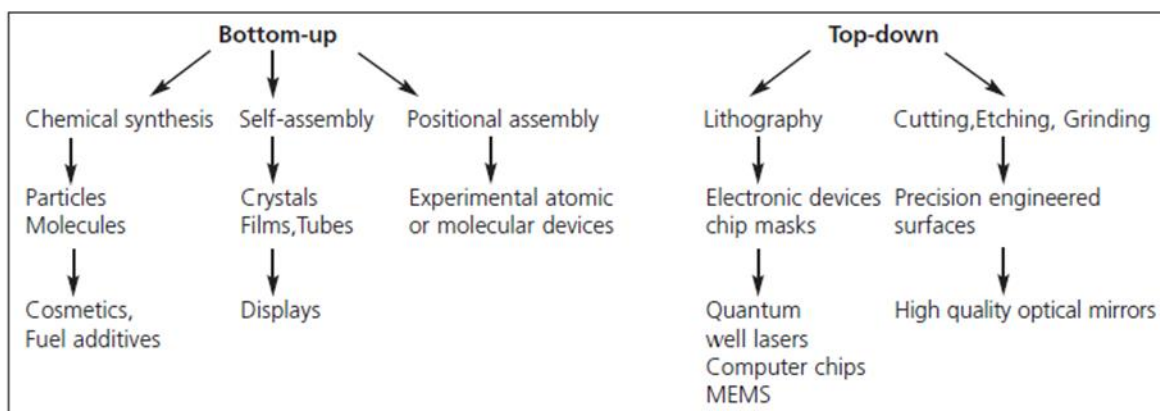 Bottom-up
Top-down
Chemical synthesis
Self-assembly
Positional assembly
Lithography
Cutting,Etching, Grinding
Particles
Molecules
Crystals
Films,Tubes
Experimental atomic
or molecular devices
Electronic devices
chip masks
Precision engineered
surfaces
Cosmetics,
Fuel additives
Displays
Quantum
well lasers
Computer chips
MEMS
High quality optical mirrors